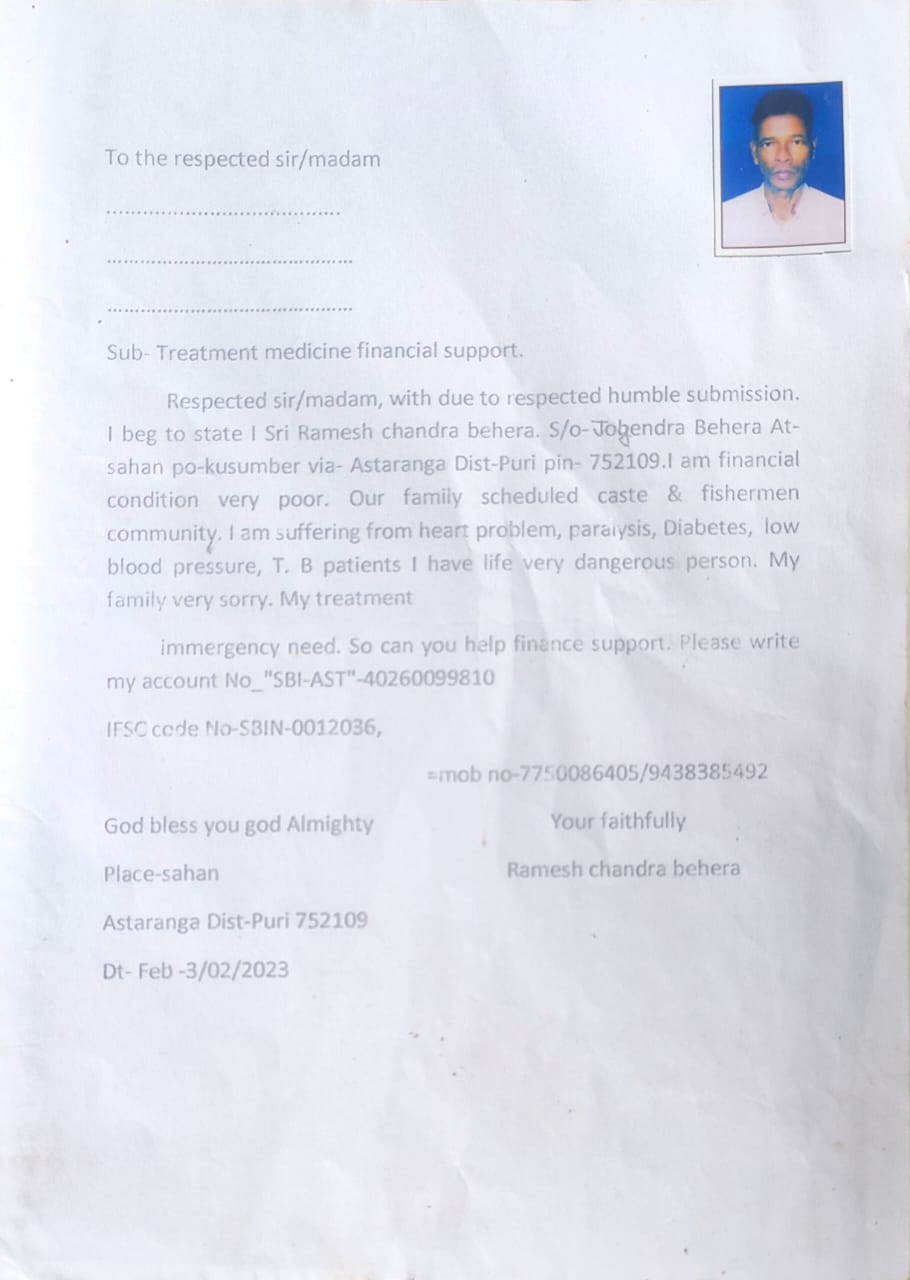 To the respected sir/madam
........................................
..........................................
..........................................
Sub- Treatment medicine financial support.
Respected sir/madam, with due to respected humble submission.
I beg to state I Sri Ramesh chandra behera. S/o-Jogendra Behera At-
sahan po-kusumber via- Astaranga Dist-Puri pin- 752109.I am financial
condition very poor. Our family scheduled caste & fishermen
community. I am suffering from heart problem, paralysis, Diabetes, low
blood pressure, T. B patients I have life very dangerous person. My
family very sorry. My treatment
immergency need. So can you help finance support. Please write
my account No_"SBI-AST"-40260099810
IFSC code No-SBIN-0012036,
=mob no-7750086405/9438385492
God bless you god Almighty
Your faithfully
Place-sahan
Ramesh chandra behera
Astaranga Dist-Puri 752109
Dt- Feb -3/02/2023